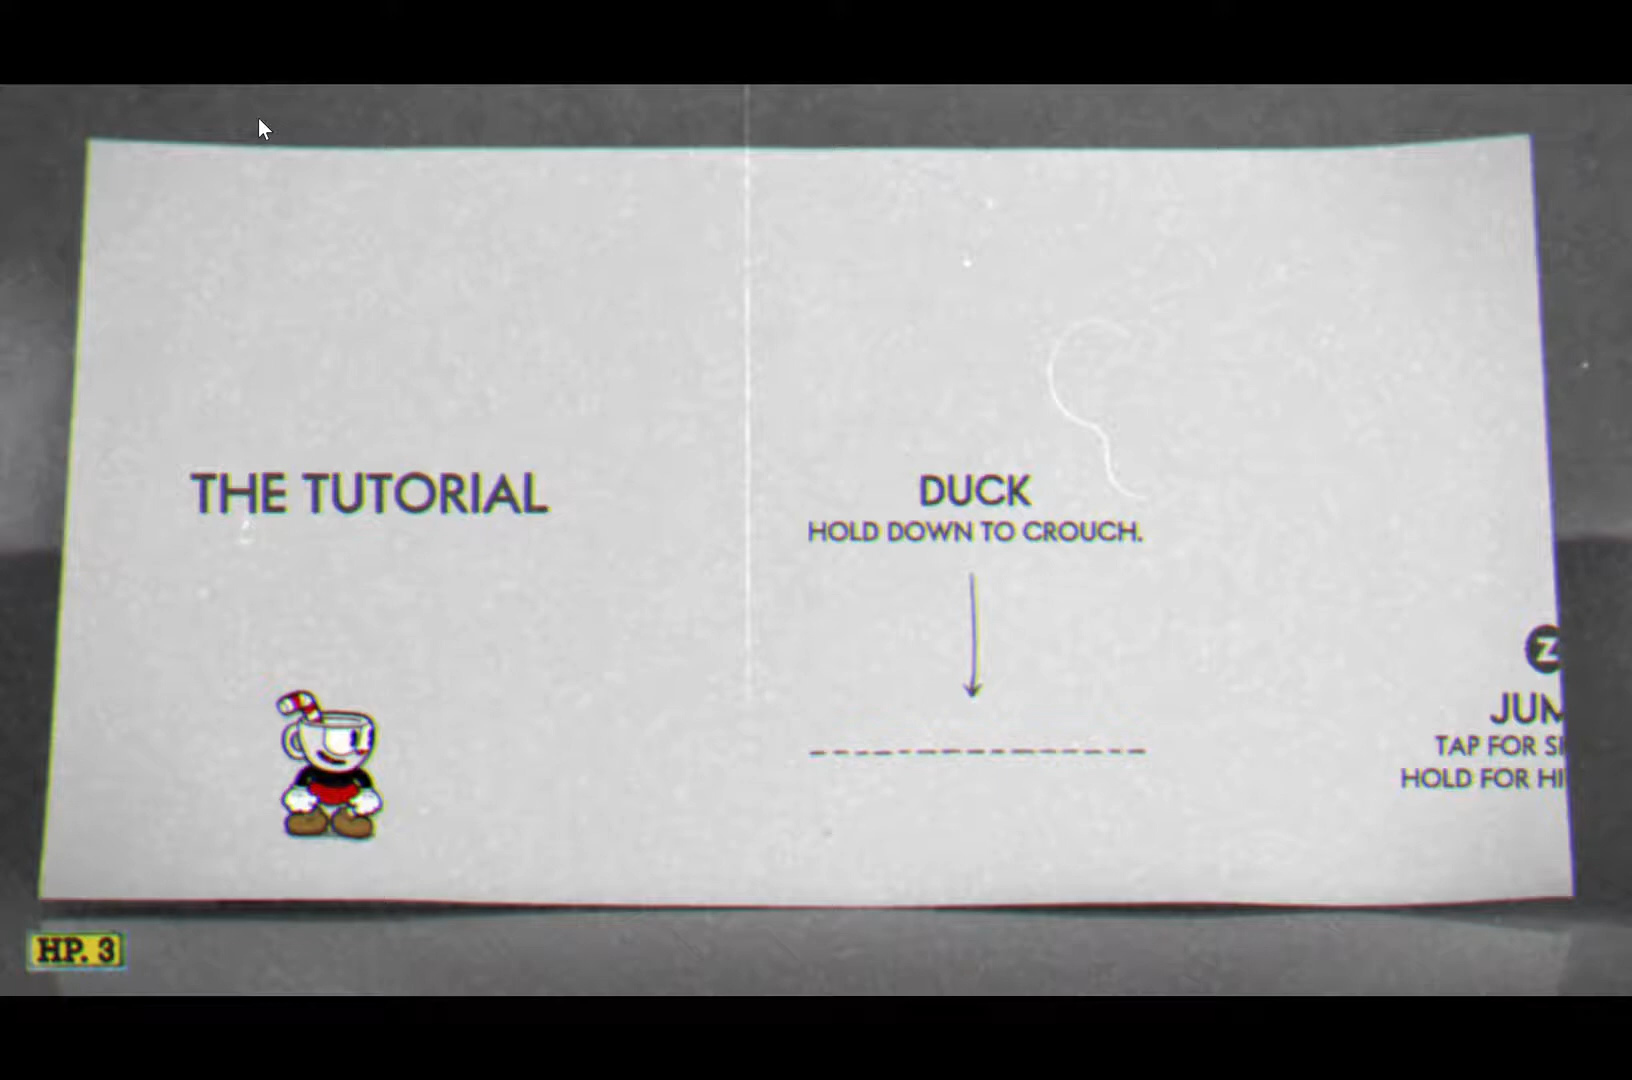 THE TUTORIAL
DUCK
HOLD DOWN TO CROUCH.
Z
TAP FOR
HOLD FOR
HP. 3